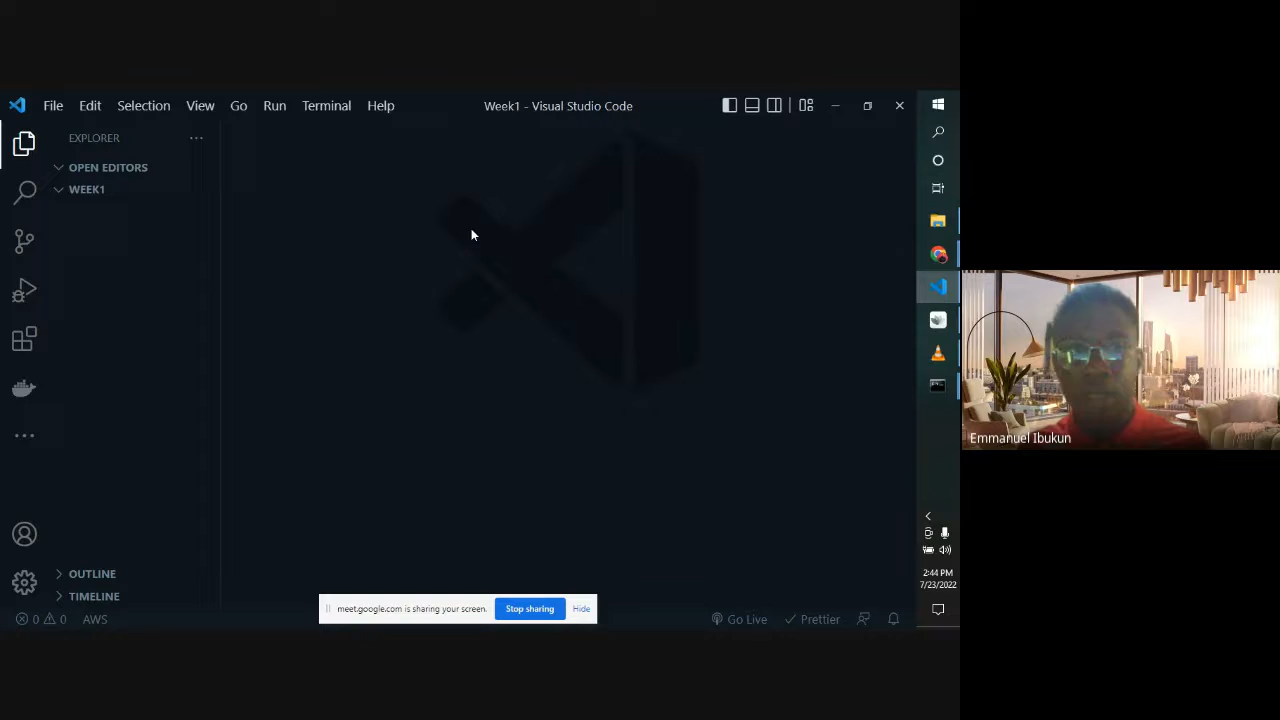 File Edit Selection View Go Run Terminal Help
Week1 - Visual Studio Code
EXPLORER
OPEN EDITORS
WEEK1
OUTLINE
TIMELINE
meet.google.com is sharing your screen. Stop sharing Hide
0 0 AWS
Go Live Prettier
2:44 PM
7/23/2022
Emmanuel Ibukun